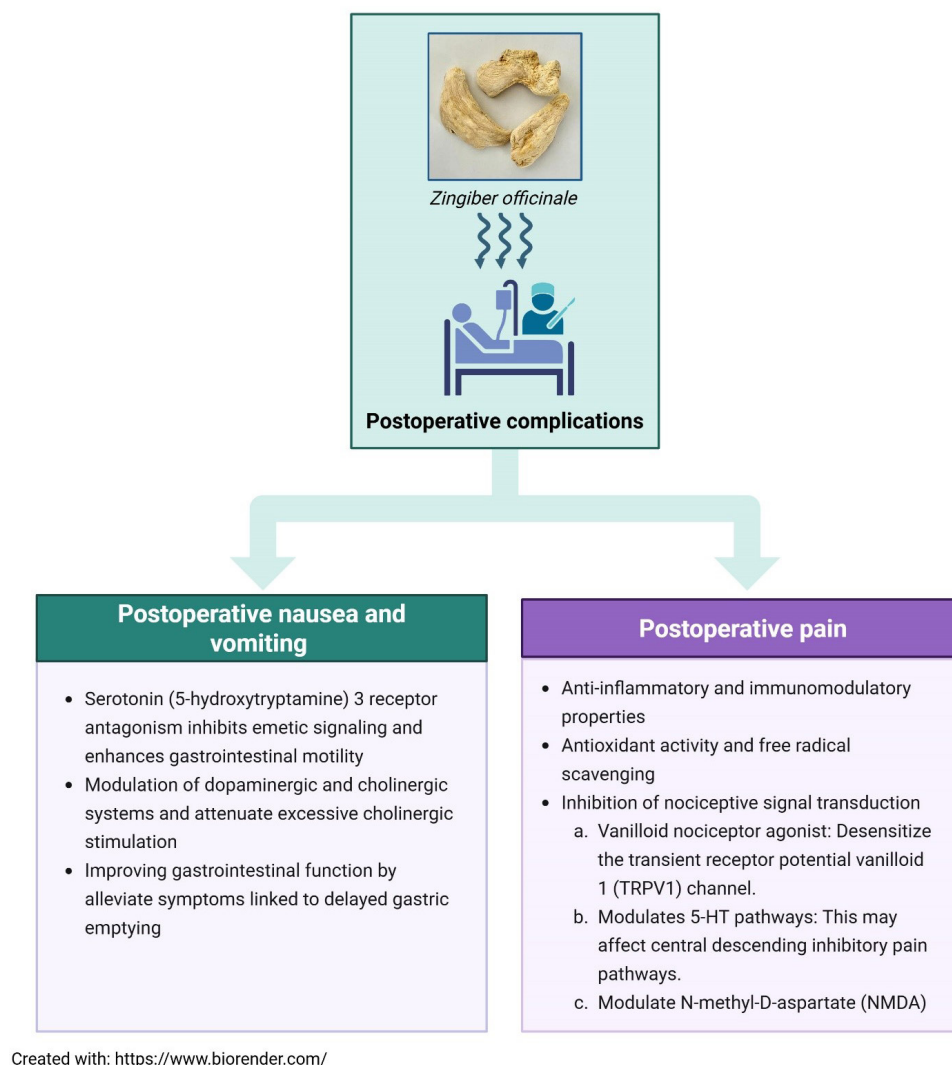 Zingiber officinale
Postoperative complications
Postoperative nausea and
vomiting
• Serotonin (5-hydroxytryptamine) 3 receptor
antagonism inhibits emetic signaling and
enhances gastrointestinal motility
• Modulation of dopaminergic and cholinergic
systems and attenuate excessive cholinergic
stimulation
• Improving gastrointestinal function by
alleviate symptoms linked to delayed gastric
emptying
Postoperative pain
• Anti-inflammatory and immunomodulatory
properties
• Antioxidant activity and free radical
scavenging
• Inhibition of nociceptive signal transduction
a. Vanilloid nociceptor agonist: Desensitize
the transient receptor potential vanilloid
1 (TRPV1) channel.
b. Modulates 5-HT pathways: This may
affect central descending inhibitory pain
pathways.
c. Modulate N-methyl-D-aspartate (NMDA)
Created with: https://www.biorender.com/